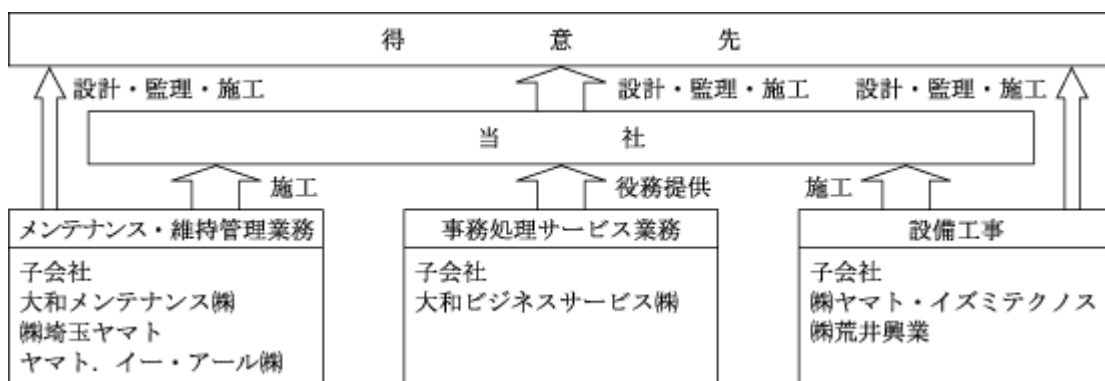 得意先
設計・監理・施工
設計・監理・施工
設計・監理・施工
当社
施工
役務提供
施工
メンテナンス・維持管理業務
子会社
大和メンテナンス㈱
㈱埼玉ヤマト
ヤマト．イー・アール㈱
事務処理サービス業務
子会社
大和ビジネスサービス㈱
設備工事
子会社
㈱ヤマト・イズミテクノス
㈱荒井興業